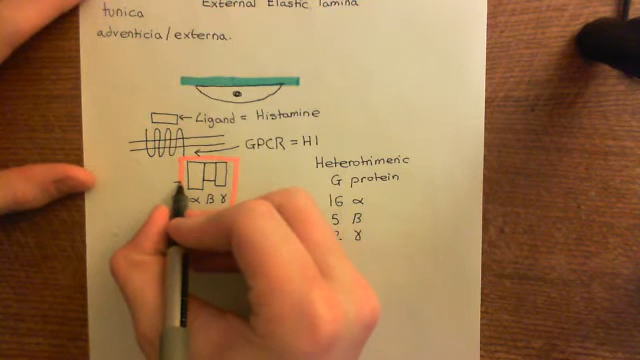 External Elastic lamina
tunica
adventicia/externa.
Ligand = Histamine
GPCR = H1
Heterotrimeric
G protein
α β γ
16 α
5 β
γ